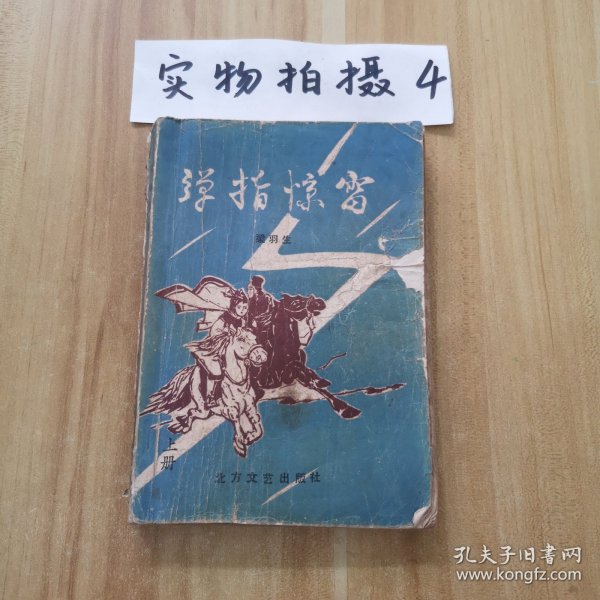 实物拍摄4
弹指惊雷
梁羽生
上册
北方文艺出版社
孔夫子旧书网
www.kongfz.com